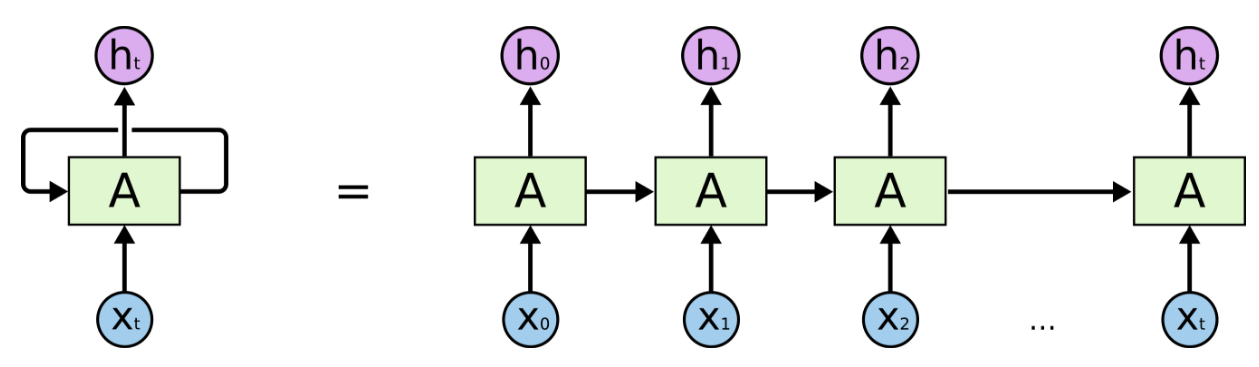 hₜ h₀ h₁ h₂ hₜ
A = A A A A
xₜ x₀ x₁ x₂ ... xₜ